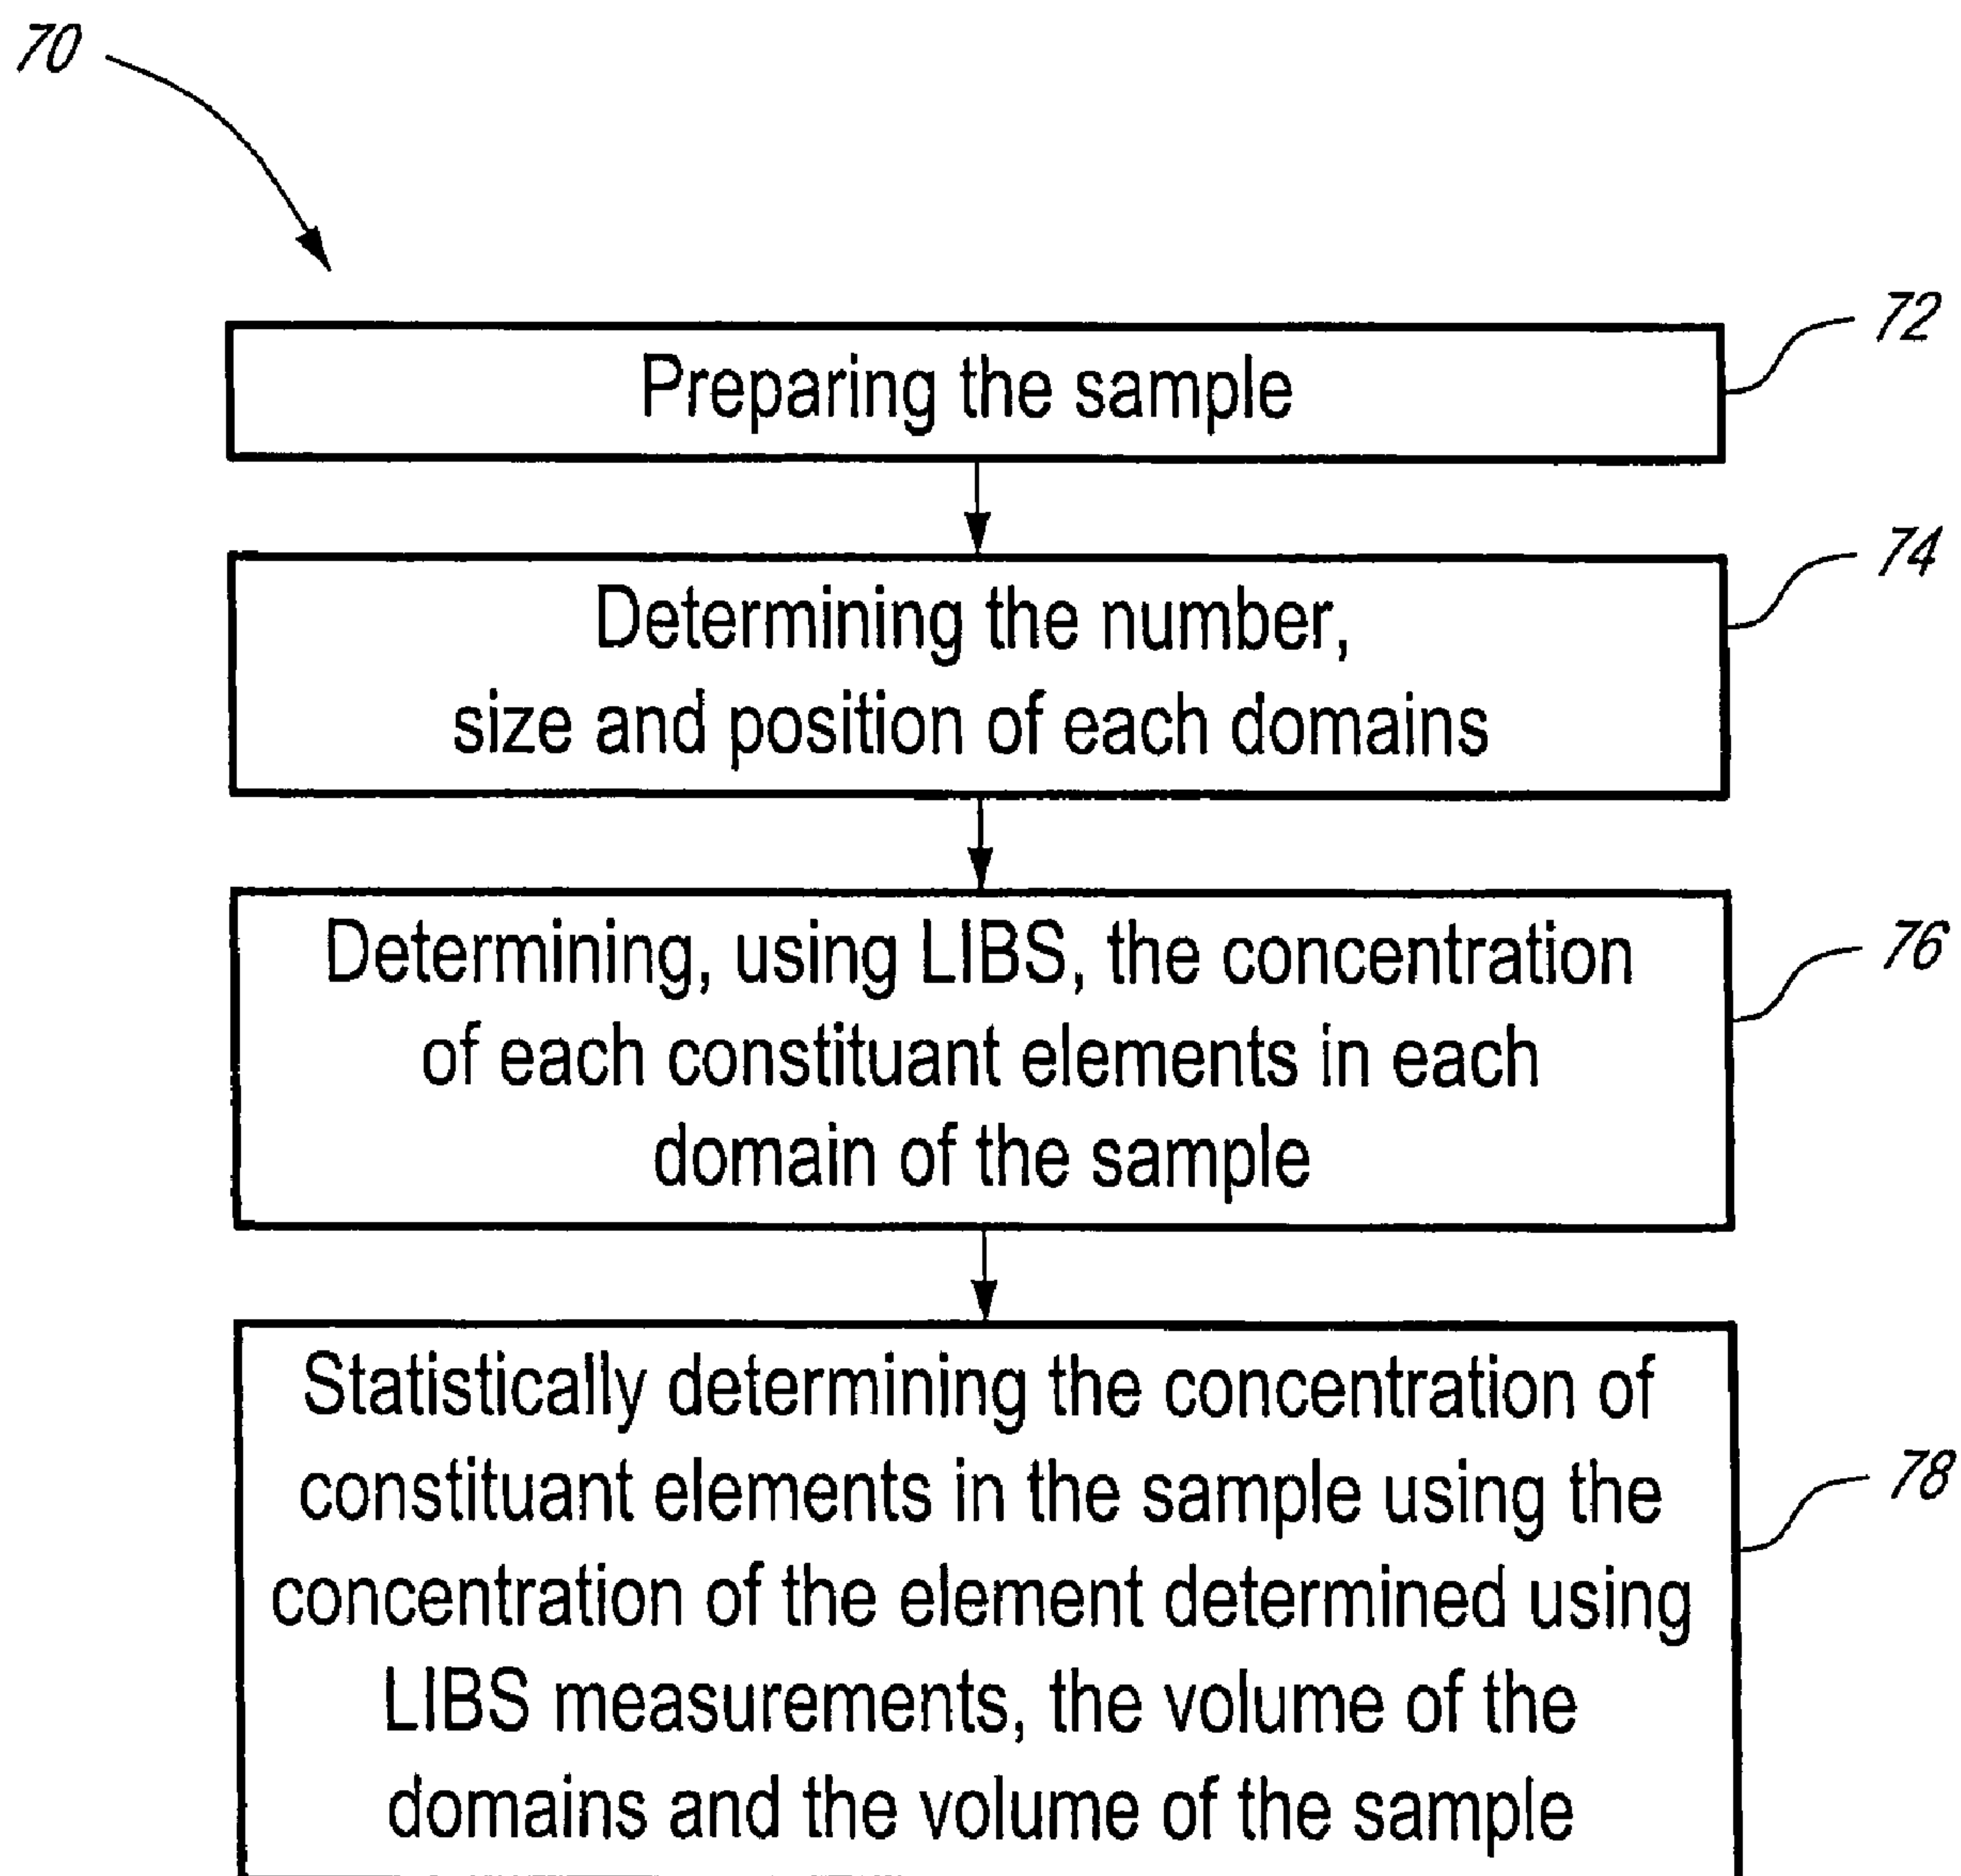 70
72
Preparing the sample
74
Determining the number,
size and position of each domains
76
Determining, using LIBS, the concentration
of each constituant elements in each
domain of the sample
78
Statistically determining the concentration of
constituant elements in the sample using the
concentration of the element determined using
LIBS measurements, the volume of the
domains and the volume of the sample